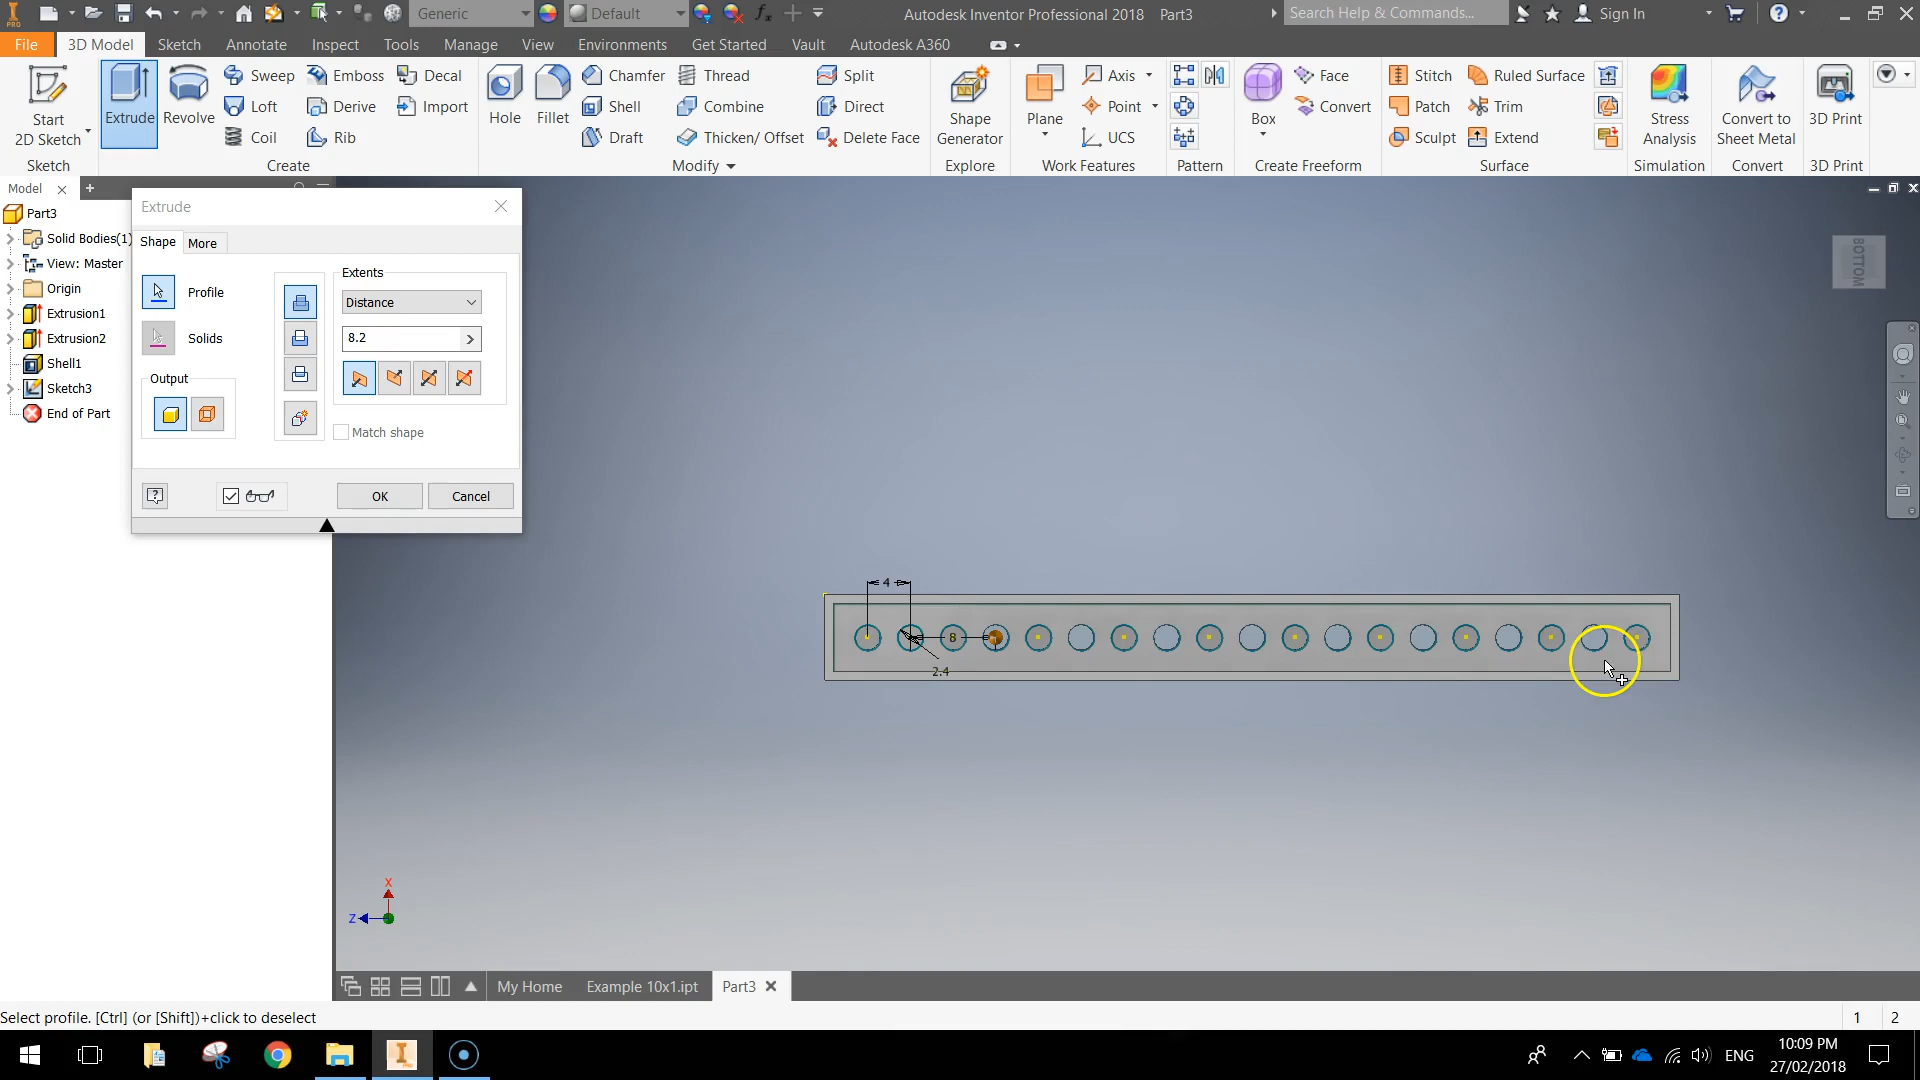 PRO
Generic
Default
fx
Autodesk Inventor Professional 2018 Part3
Search Help & Commands...
Sign In
File
3D Model
Sketch
Annotate
Inspect
Tools
Manage
View
Environments
Get Started
Vault
Autodesk A360
Start
2D Sketch
Sketch
Extrude
Revolve
Sweep
Loft
Coil
Emboss
Derive
Rib
Decal
Import
Create
Hole
Fillet
Chamfer
Shell
Draft
Thread
Combine
Thicken/ Offset
Split
Direct
Delete Face
Modify
Shape
Generator
Explore
Plane
Axis
Point
UCS
Work Features
Pattern
Box
Face
Convert
Create Freeform
Stitch
Patch
Sculpt
Ruled Surface
Trim
Extend
Surface
Stress
Analysis
Simulation
Convert to
Sheet Metal
Convert
3D Print
3D Print
Model
Part3
Solid Bodies(1)
View: Master
Origin
Extrusion1
Extrusion2
Shell1
Sketch3
End of Part
Extrude
Shape
More
Profile
Solids
Output
Extents
Distance
8.2
Match shape
OK
Cancel
BOTTOM
4
8
2.4
X
Z
My Home
Example 10x1.ipt
Part3
Select profile. [Ctrl] (or [Shift])+click to deselect
1
2
ENG
10:09 PM
27/02/2018